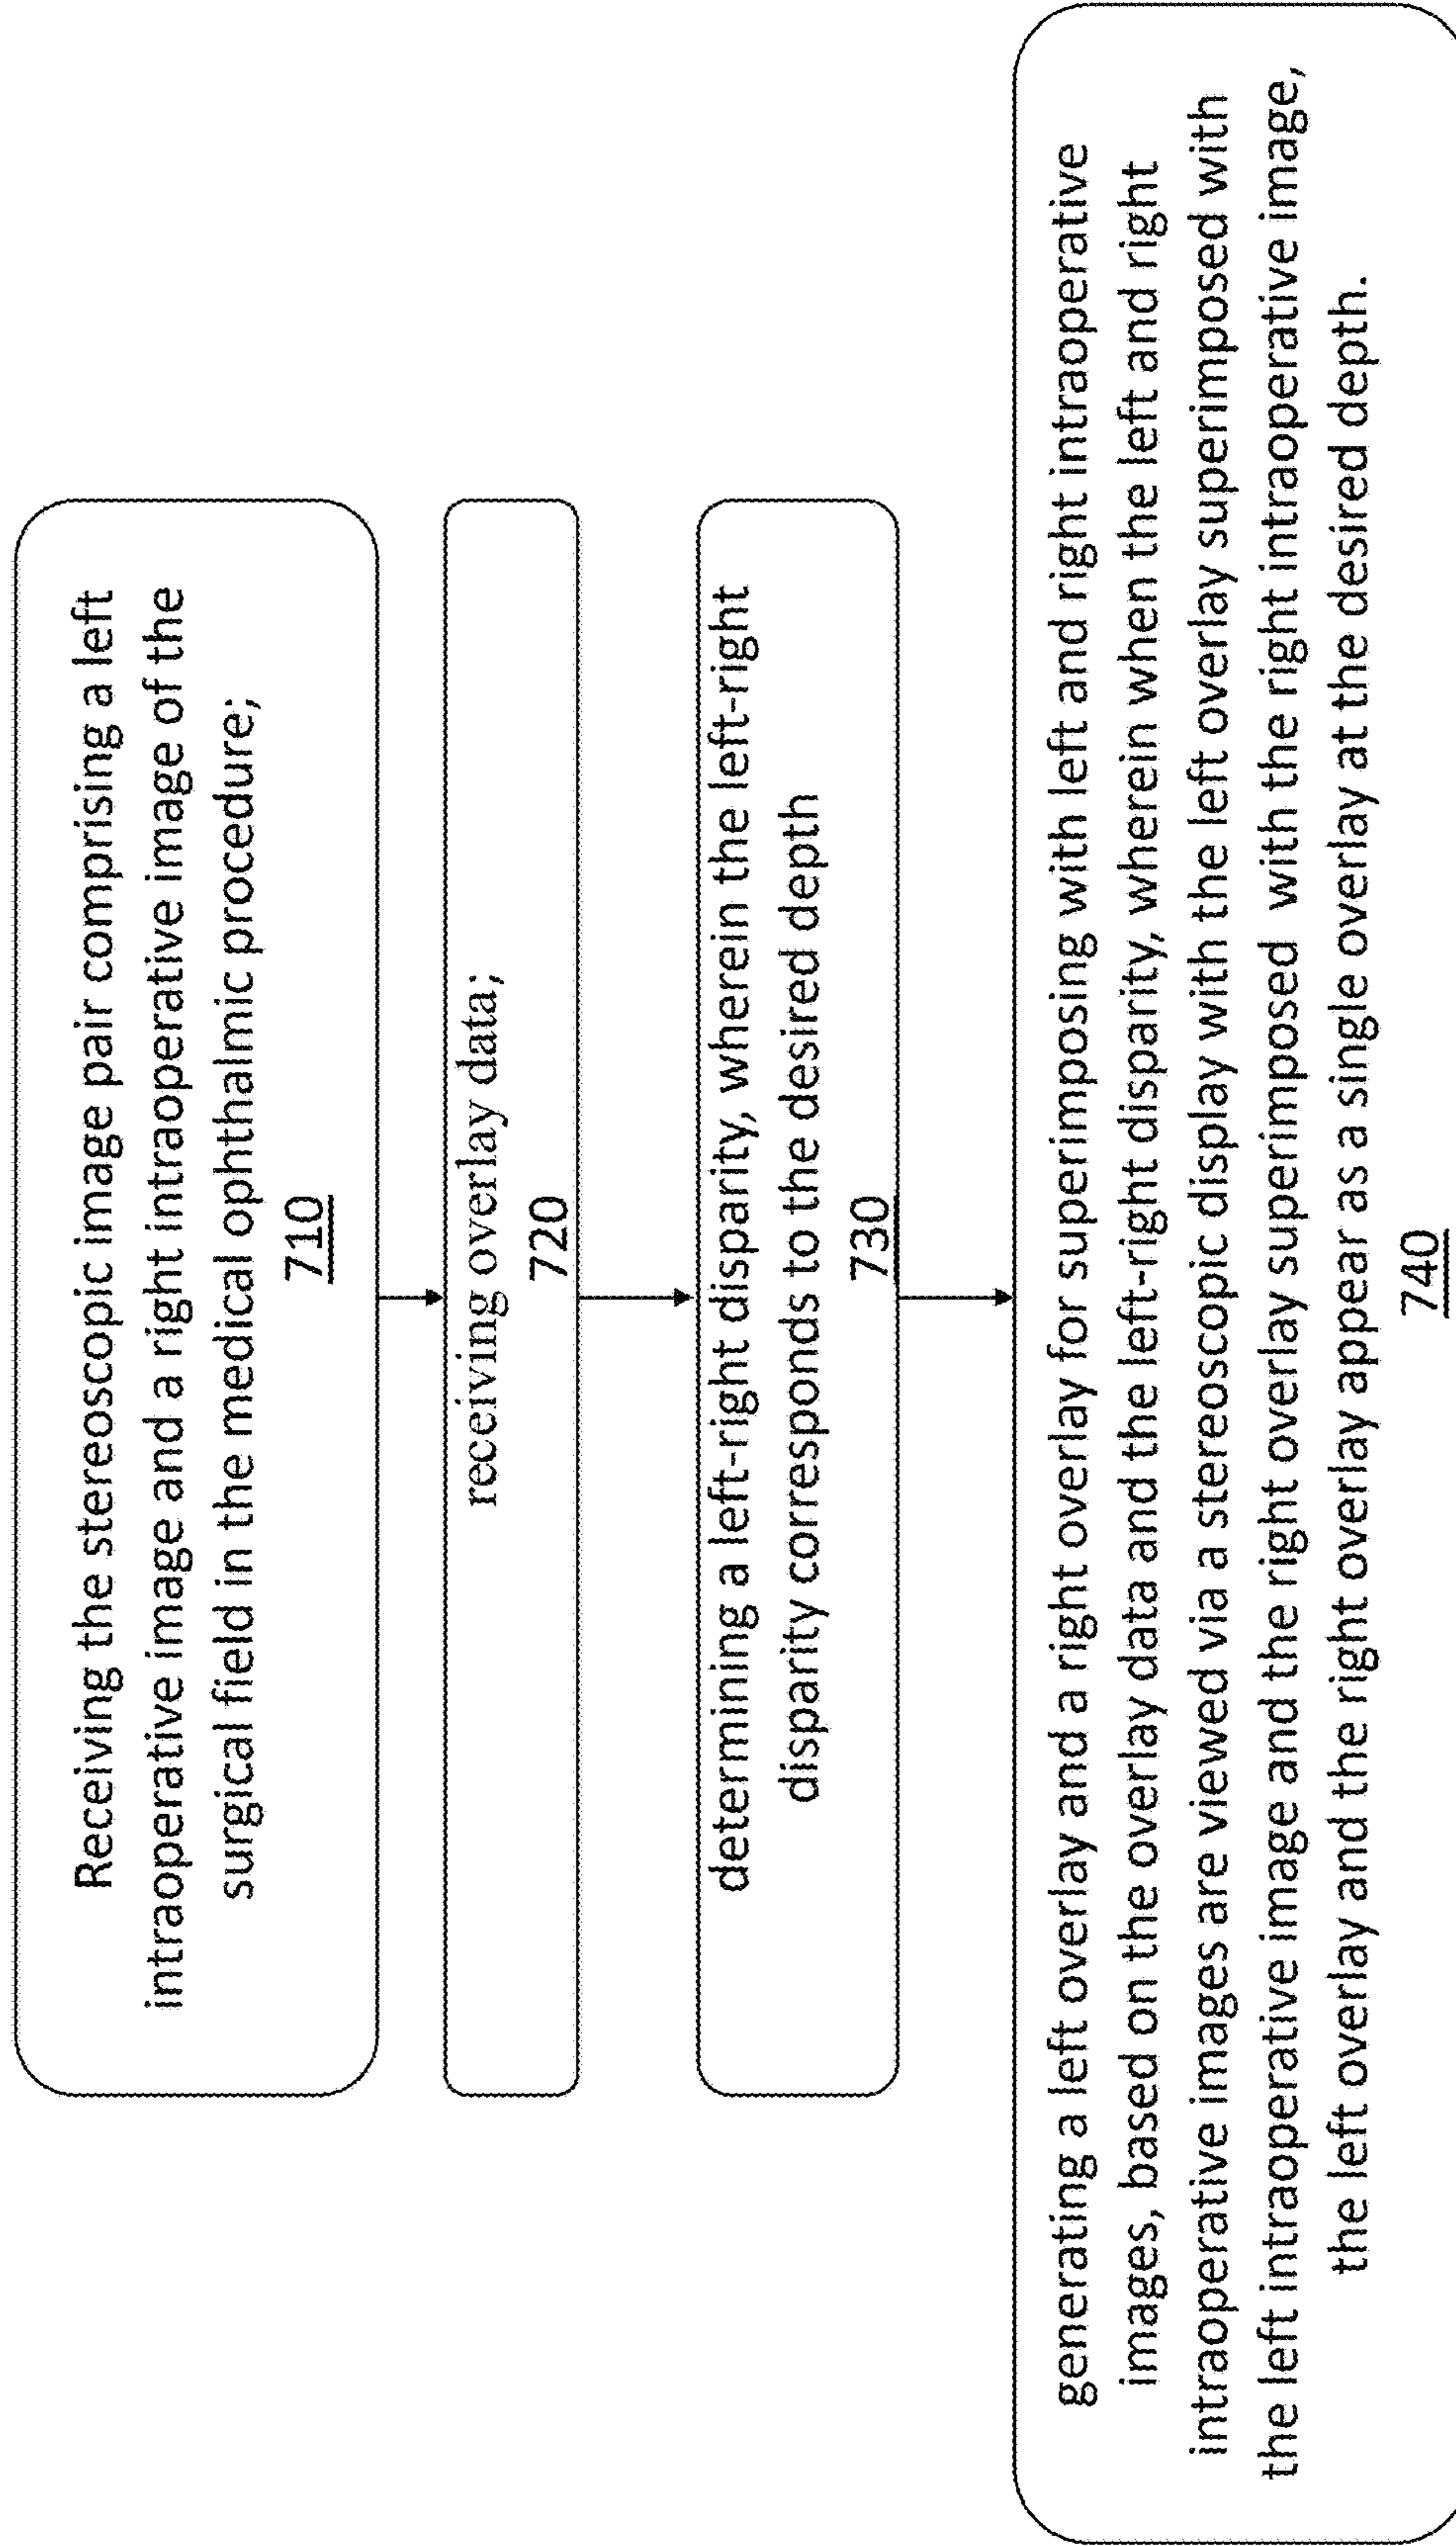 Receiving the stereoscopic image pair comprising a left
intraoperative image and a right intraoperative image of the
surgical field in the medical ophthalmic procedure;
710
receiving overlay data;
720
determining a left-right disparity, wherein the left-right
disparity corresponds to the desired depth
730
generating a left overlay and a right overlay for superimposing with left and right intraoperative
images, based on the overlay data and the left-right disparity, wherein when the left and right
intraoperative images are viewed via a stereoscopic display with the left overlay superimposed with
the left intraoperative image and the right overlay superimposed with the right intraoperative image,
the left overlay and the right overlay appear as a single overlay at the desired depth.
740